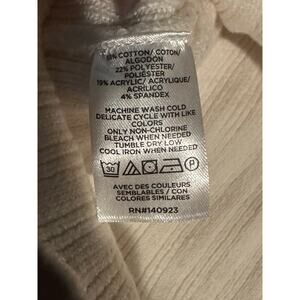 COTTON/ COTON/
ALGODON
22% POLYESTER/
POLIÉSTER
19% ACRYLIC/ ACRYLIQUE/
ACRILICO
4% SPANDEX
MACHINE WASH COLD
DELICATE CYCLE WITH LIKE
COLORS
ONLY NON-CHLORINE
BLEACH WHEN NEEDED
TUMBLE DRY LOW
COOL IRON WHEN NEEDED
30 P
AVEC DES COULEURS
SEMBLABLES / CON
COLORES SIMILARES
RN#140923